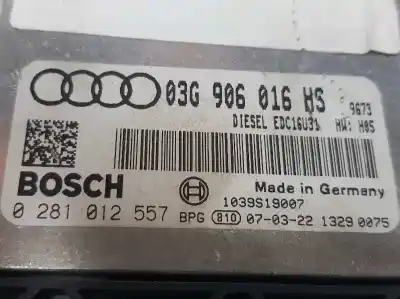 03G 906 016 HS 9673
DIESEL EDC16U31 HW: H05
BOSCH
Made in Germany
1039S19007
0 281 012 557 BPG 810 07-03-22 1329 0075